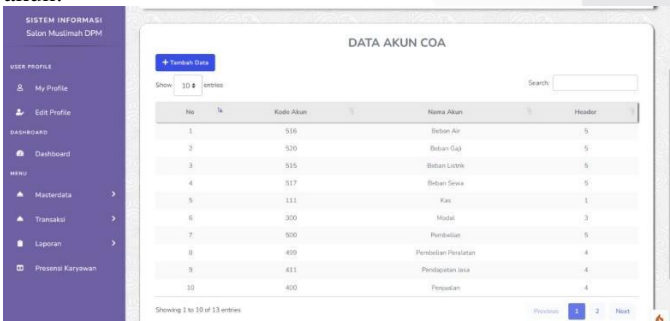 SISTEM INFORMASI
Salon Muslimah DPM
USER PROFILE
My Profile
Edit Profile
DASHBOARD
Dashboard
MENU
Masterdata
Transaksi
Laporan
Presensi Karyawan
DATA AKUN COA
+ Tambah Data
Show 10 entries
Search:
No Kode Akun Nama Akun Header
1 516 Beban Air 5
2 520 Beban Gaji 5
3 515 Beban Listrik 5
4 517 Beban Sewa 5
5 111 Kas 1
6 300 Modal 3
7 500 Pembelian 5
8 499 Pembelian Peralatan 4
9 411 Pendapatan Jasa 4
10 400 Penjualan 4
Showing 1 to 10 of 13 entries
Previous 1 2 Next